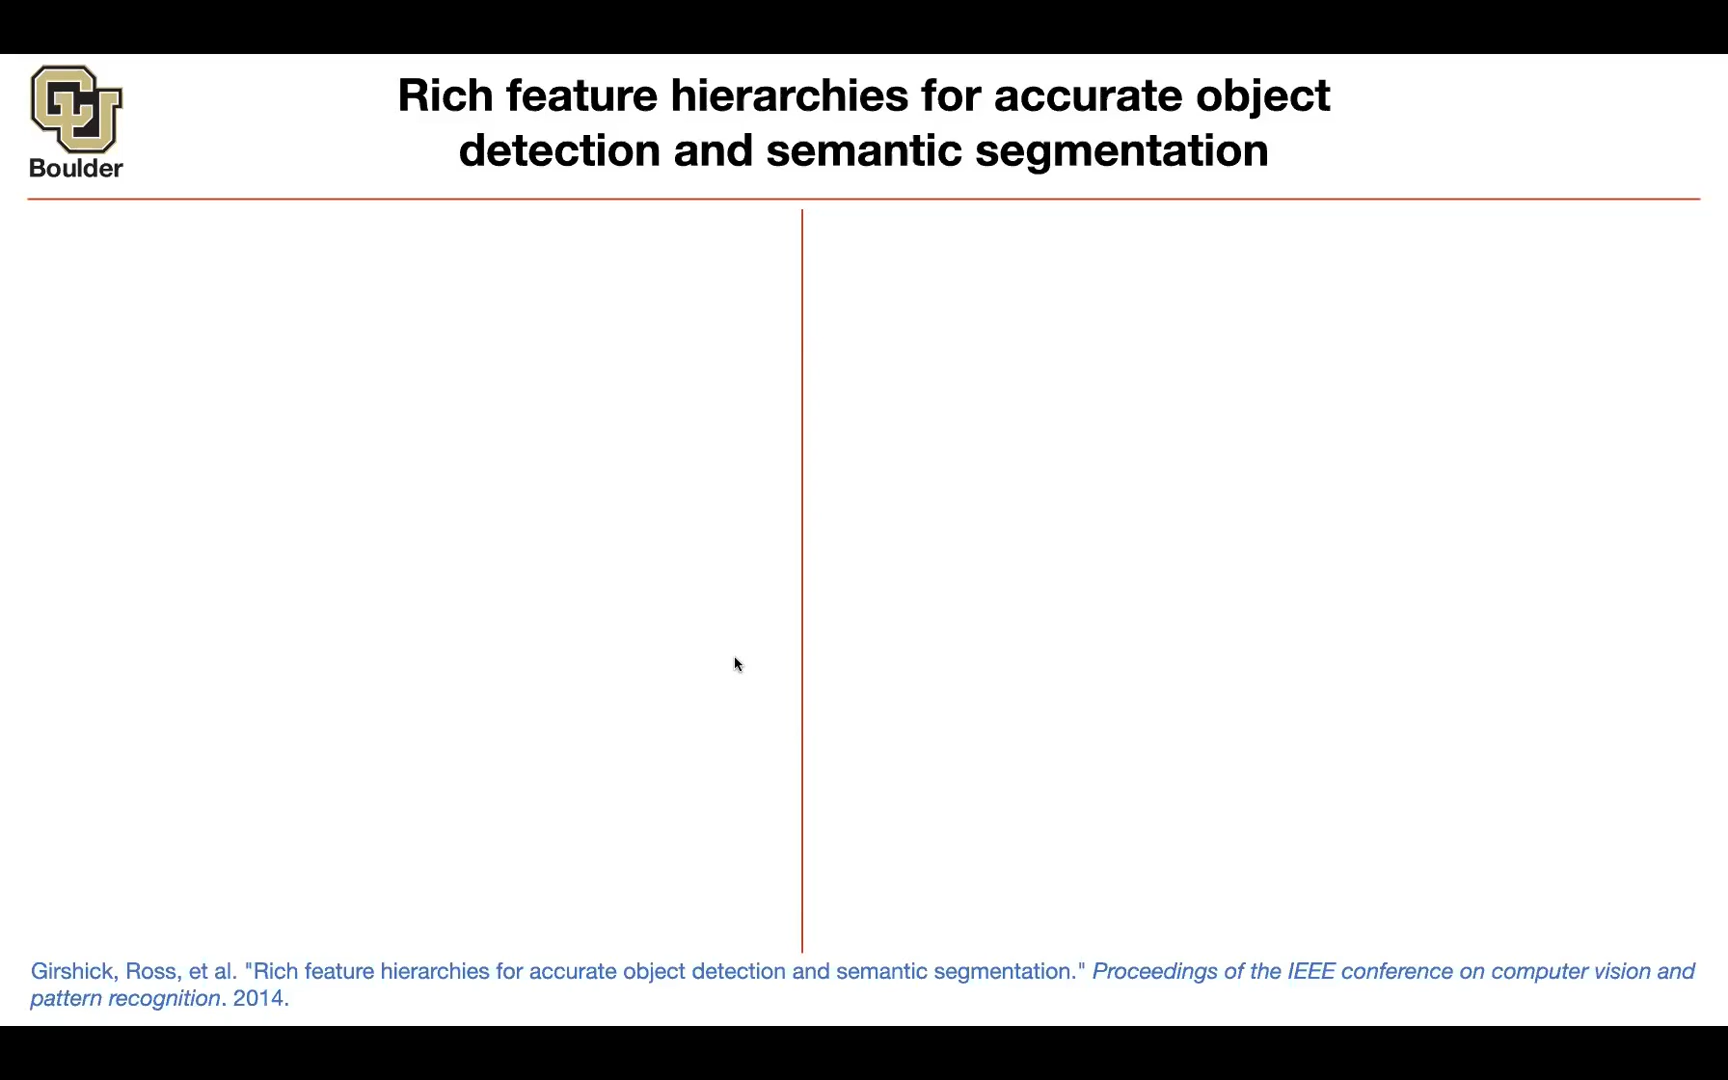 Rich feature hierarchies for accurate object
detection and semantic segmentation
Boulder
Girshick, Ross, et al. "Rich feature hierarchies for accurate object detection and semantic segmentation." Proceedings of the IEEE conference on computer vision and
pattern recognition. 2014.